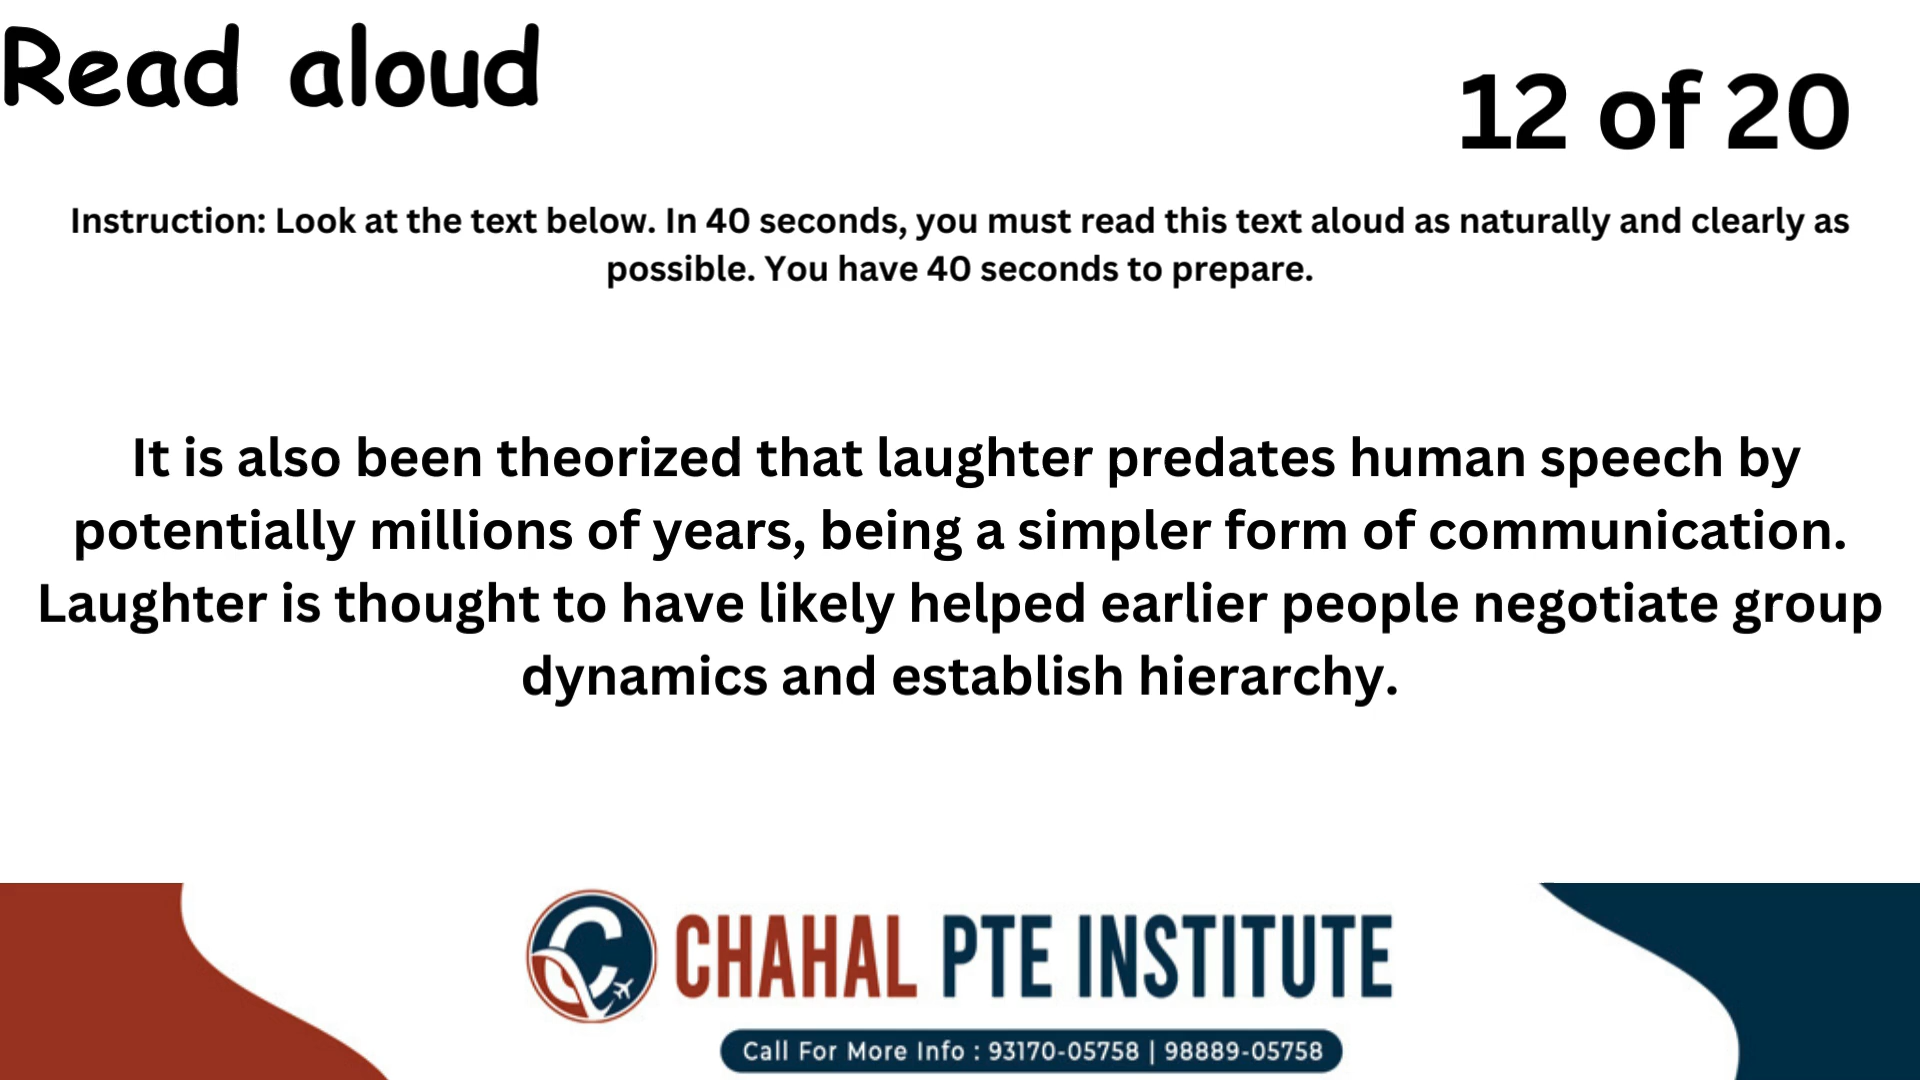 Read aloud
12 of 20
Instruction: Look at the text below. In 40 seconds, you must read this text aloud as naturally and clearly as
possible. You have 40 seconds to prepare.
It is also been theorized that laughter predates human speech by
potentially millions of years, being a simpler form of communication.
Laughter is thought to have likely helped earlier people negotiate group
dynamics and establish hierarchy.
CHAHAL PTE INSTITUTE
Call For More Info : 93170-05758 | 98889-05758